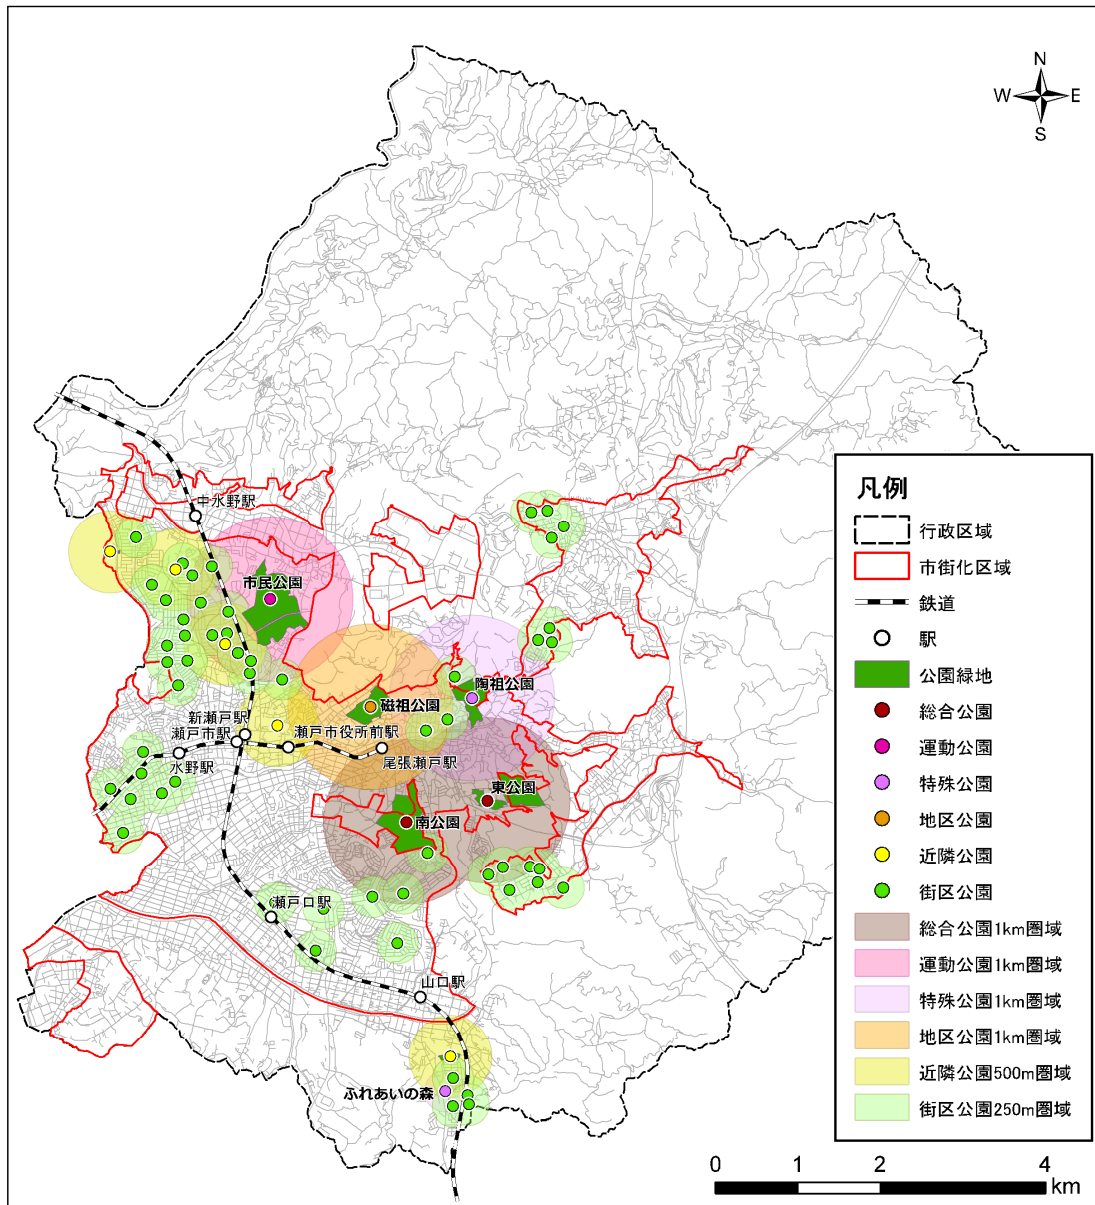 N
W
E
S
中水野駅
市民公園
陶祖公園
磁祖公園
新瀬戸駅
瀬戸市駅
瀬戸市役所前駅
水野駅
尾張瀬戸駅
東公園
南公園
瀬戸口駅
山口駅
ふれあいの森
凡例
行政区域
市街化区域
鉄道
駅
公園緑地
総合公園
運動公園
特殊公園
地区公園
近隣公園
街区公園
総合公園1km圏域
運動公園1km圏域
特殊公園1km圏域
地区公園1km圏域
近隣公園500m圏域
街区公園250m圏域
0 1 2 4
km